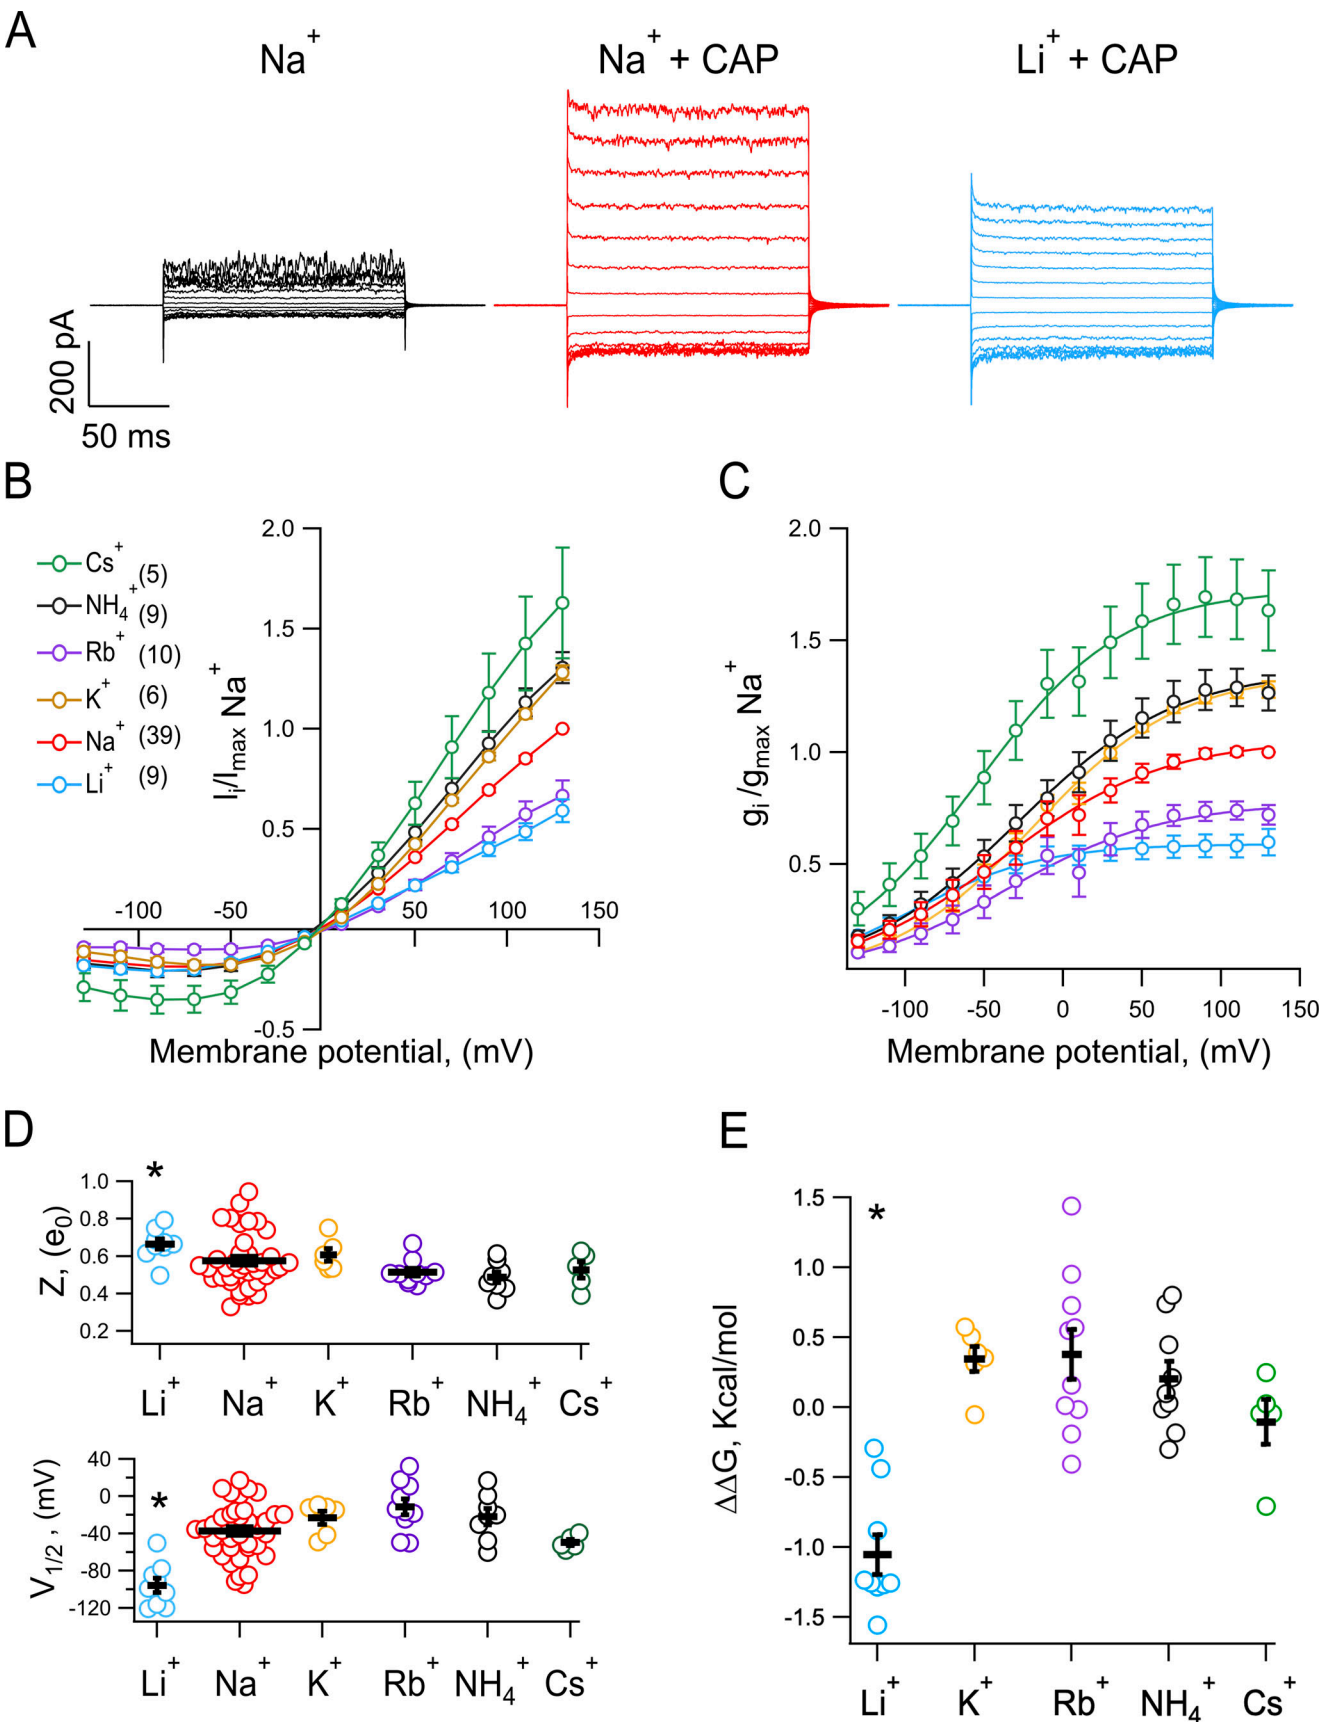 A
Na+
Na+ + CAP
Li+ + CAP
200 pA
50 ms
B
Cs+ (5)
NH4+ (9)
Rb+ (10)
K+ (6)
Na+ (39)
Li+ (9)
Ii/Imax Na+
2.0
1.5
1.0
0.5
-0.5
-100
-50
50
100
150
Membrane potential, (mV)
C
gi/gmax Na+
2.0
1.5
1.0
0.5
-100
-50
0
50
100
150
Membrane potential, (mV)
D
Z, (e0)
1.0
0.8
0.6
0.4
0.2
*
Li+
Na+
K+
Rb+
NH4+
Cs+
V1/2, (mV)
40
0
-40
-80
-120
*
Li+
Na+
K+
Rb+
NH4+
Cs+
E
ΔΔG, Kcal/mol
1.5
1.0
0.5
0.0
-0.5
-1.0
-1.5
*
Li+
K+
Rb+
NH4+
Cs+